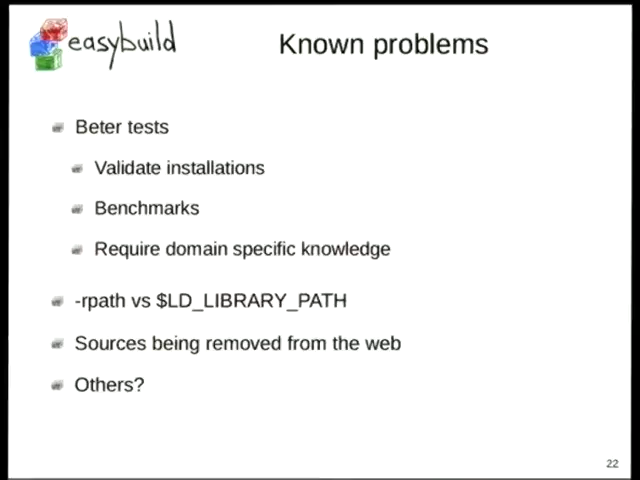 easybuild
Known problems
Beter tests
Validate installations
Benchmarks
Require domain specific knowledge
-rpath vs $LD_LIBRARY_PATH
Sources being removed from the web
Others?
22